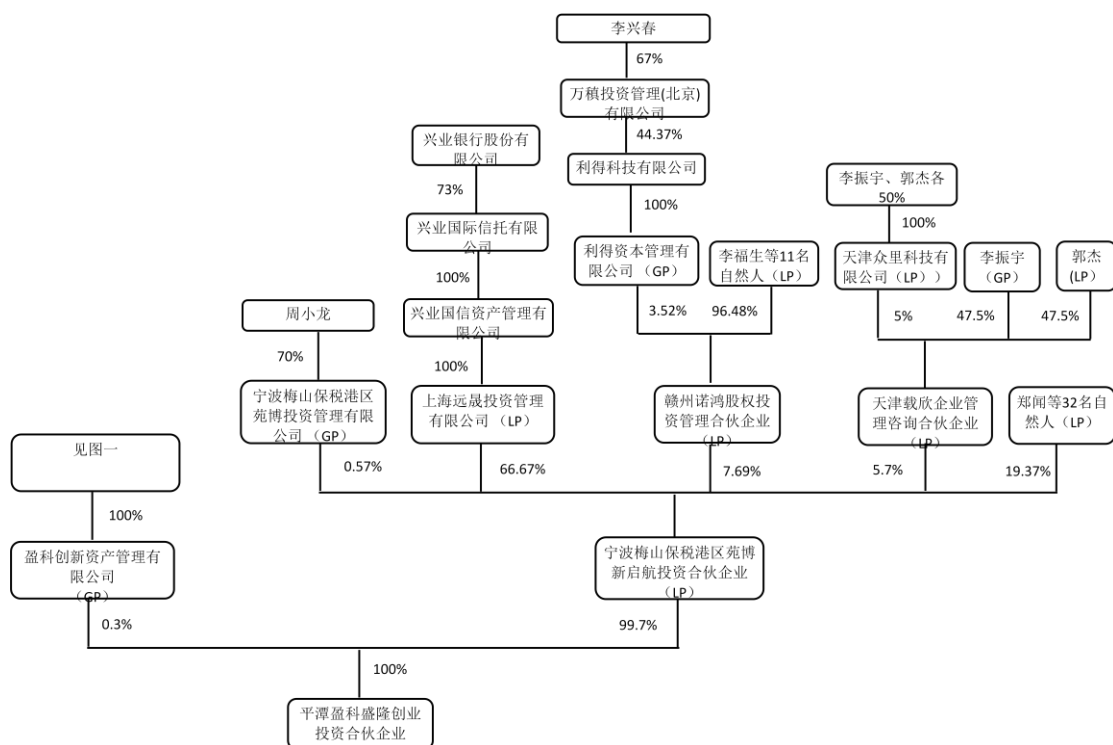 李兴春
67%
万稹投资管理(北京)
有限公司
44.37%
兴业银行股份有
限公司
利得科技有限公司
73%
100%
李振宇、郭杰各
50%
100%
兴业国际信托有限
公司
利得资本管理有
限公司（GP）
李福生等11名
自然人（LP）
天津众里科技有
限公司（LP））
李振宇
（GP）
郭杰
(LP)
100%
3.52%
96.48%
5%
47.5%
47.5%
周小龙
兴业国信资产管理有
限公司
70%
100%
宁波梅山保税港区
苑博投资管理有限
公司（GP）
上海远晟投资管理
有限公司（LP）
赣州诺鸿股权投
资管理合伙企业
（LP）
天津载欣企业管
理咨询合伙企业
（LP）
郑闻等32名自
然人（LP）
见图一
0.57%
66.67%
7.69%
5.7%
19.37%
100%
盈科创新资产管理有
限公司
（GP）
宁波梅山保税港区苑博
新启航投资合伙企业
（LP）
0.3%
99.7%
100%
平潭盈科盛隆创业
投资合伙企业